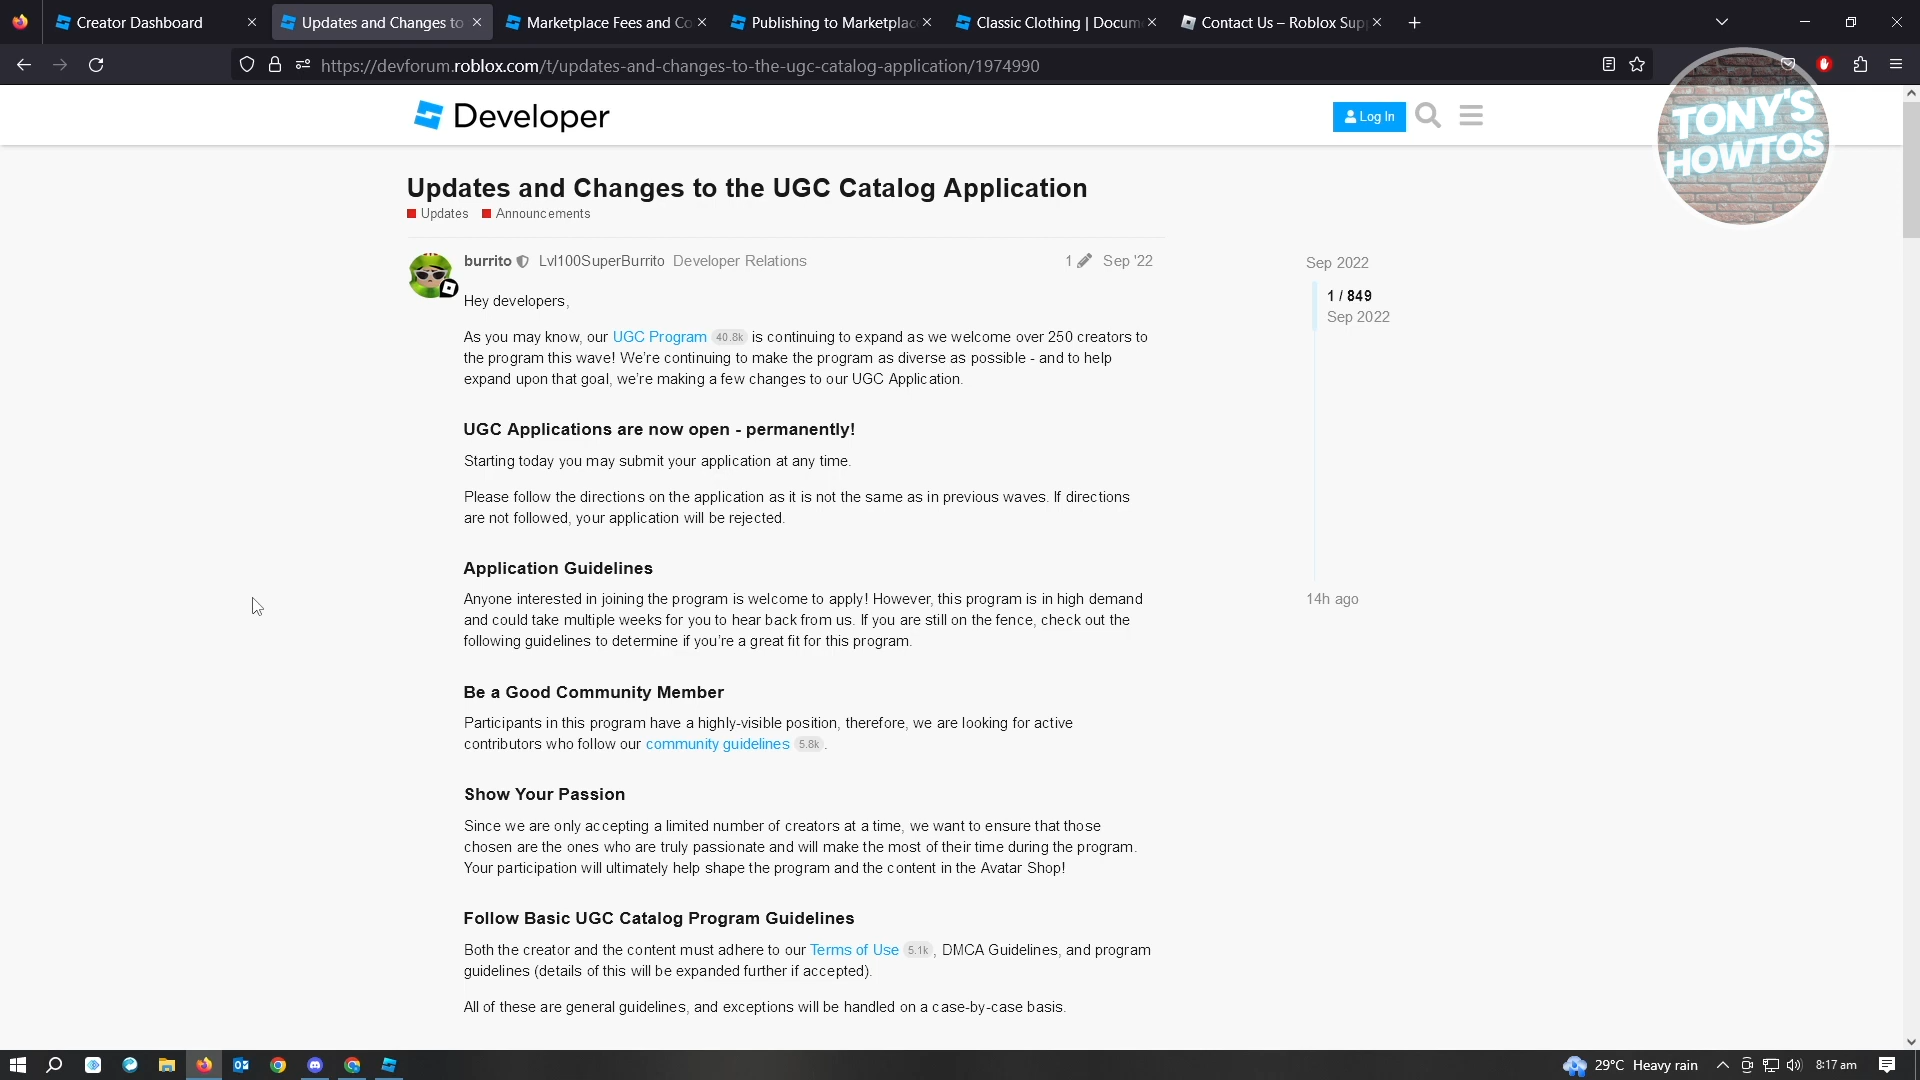 Creator Dashboard
Updates and Changes to
Marketplace Fees and Co
Publishing to Marketplac
Classic Clothing | Docum
Contact Us – Roblox Sup
https://devforum.roblox.com/t/updates-and-changes-to-the-ugc-catalog-application/1974990
TONY'S
HOWTOS
Developer
Log In
Updates and Changes to the UGC Catalog Application
Updates Announcements
burrito Lvl100SuperBurrito Developer Relations 1 Sep '22
Sep 2022
1 / 849
Sep 2022
14h ago
Hey developers,
As you may know, our UGC Program 40.8k is continuing to expand as we welcome over 250 creators to
the program this wave! We're continuing to make the program as diverse as possible - and to help
expand upon that goal, we're making a few changes to our UGC Application.
UGC Applications are now open - permanently!
Starting today you may submit your application at any time.
Please follow the directions on the application as it is not the same as in previous waves. If directions
are not followed, your application will be rejected.
Application Guidelines
Anyone interested in joining the program is welcome to apply! However, this program is in high demand
and could take multiple weeks for you to hear back from us. If you are still on the fence, check out the
following guidelines to determine if you're a great fit for this program.
Be a Good Community Member
Participants in this program have a highly-visible position, therefore, we are looking for active
contributors who follow our community guidelines 5.8k.
Show Your Passion
Since we are only accepting a limited number of creators at a time, we want to ensure that those
chosen are the ones who are truly passionate and will make the most of their time during the program.
Your participation will ultimately help shape the program and the content in the Avatar Shop!
Follow Basic UGC Catalog Program Guidelines
Both the creator and the content must adhere to our Terms of Use 5.1k, DMCA Guidelines, and program
guidelines (details of this will be expanded further if accepted).
All of these are general guidelines, and exceptions will be handled on a case-by-case basis.
29°C Heavy rain
8:17 am